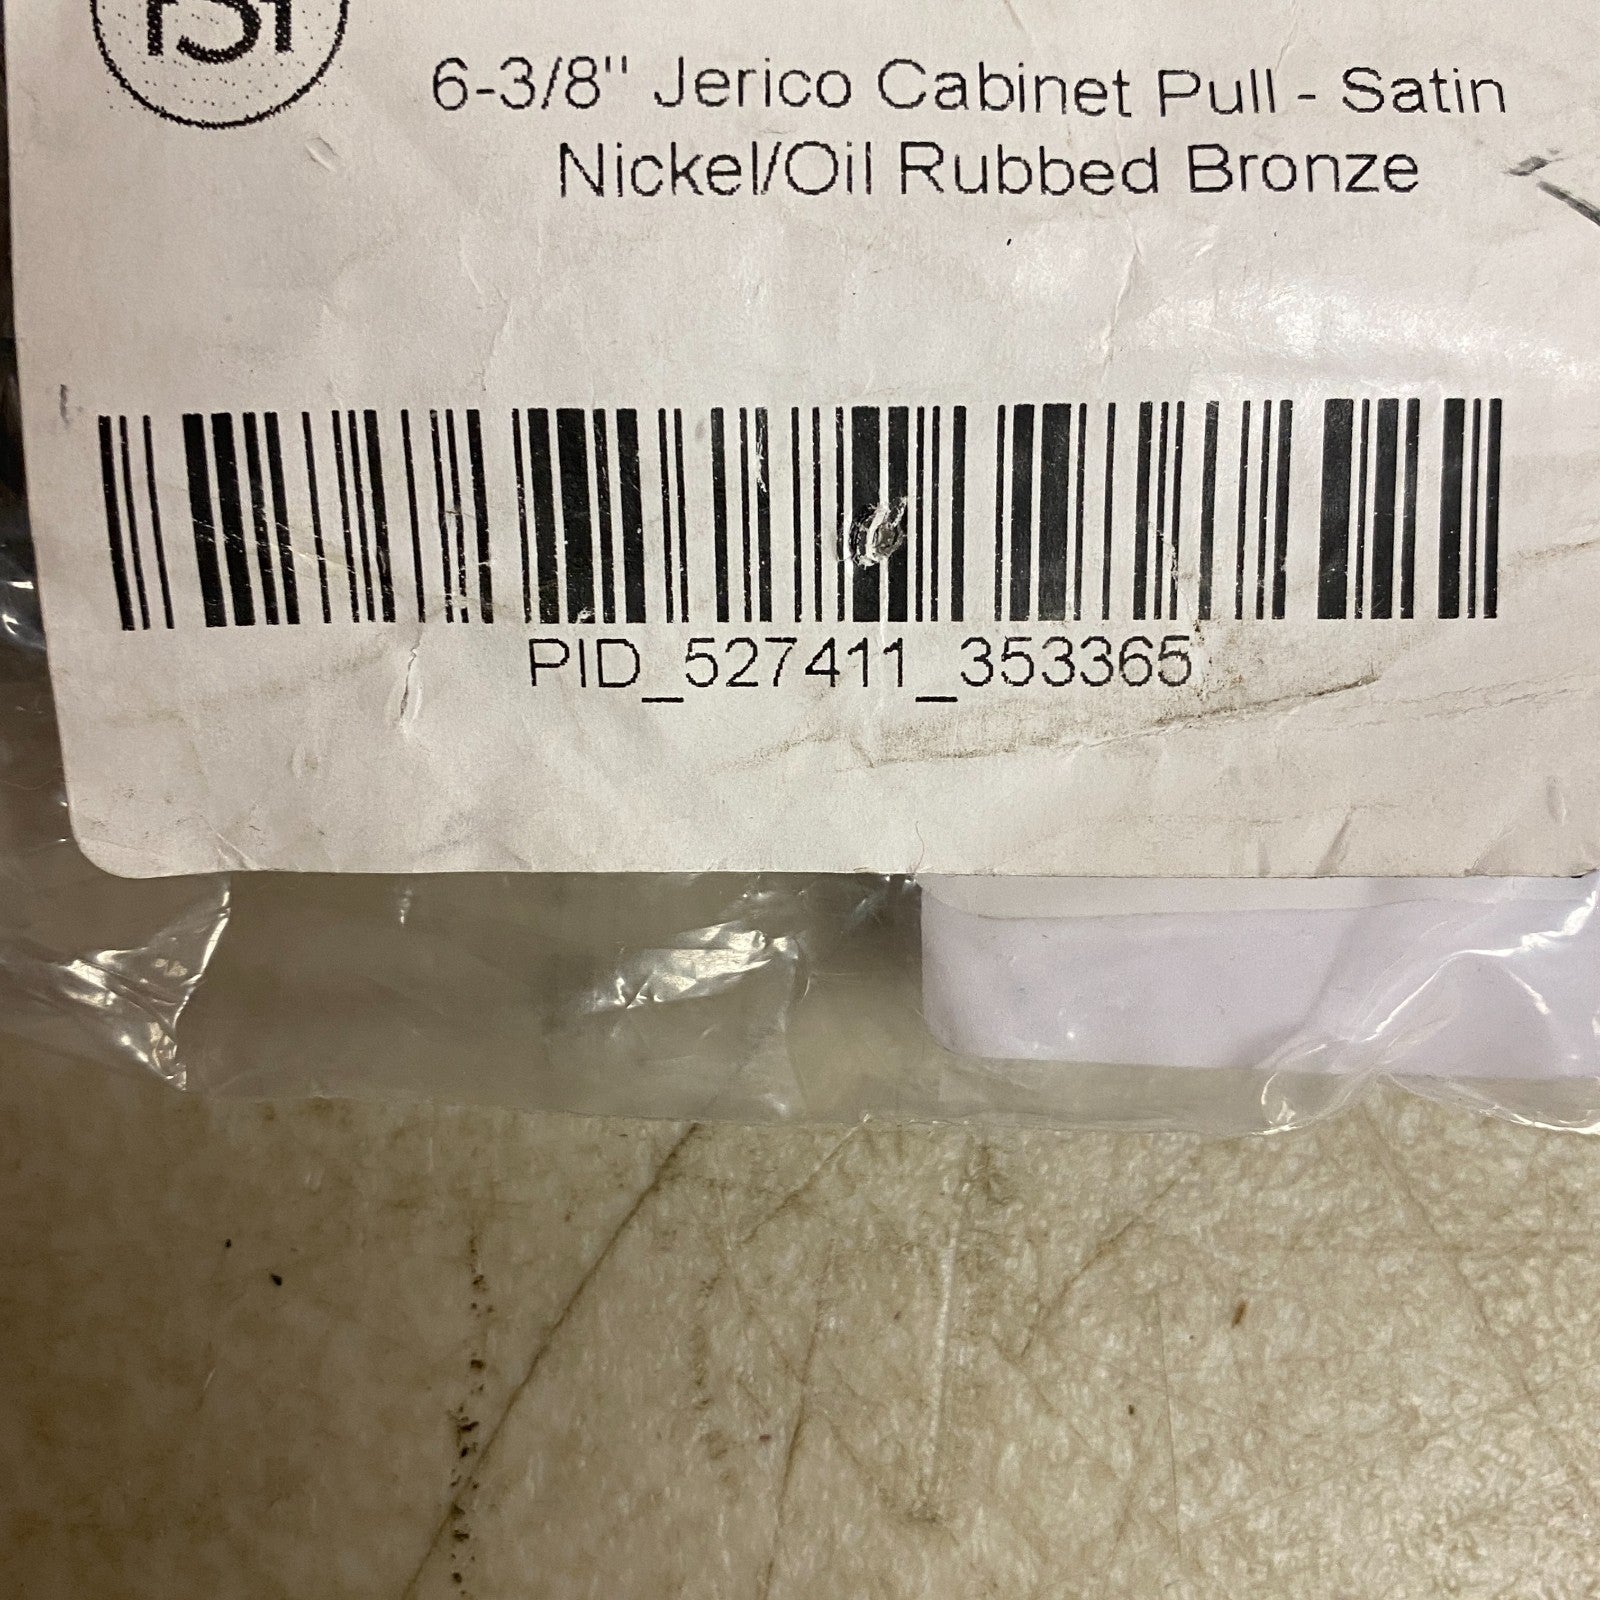 6-3/8" Jerico Cabinet Pull - Satin
Nickel/Oil Rubbed Bronze
PID_527411_353365